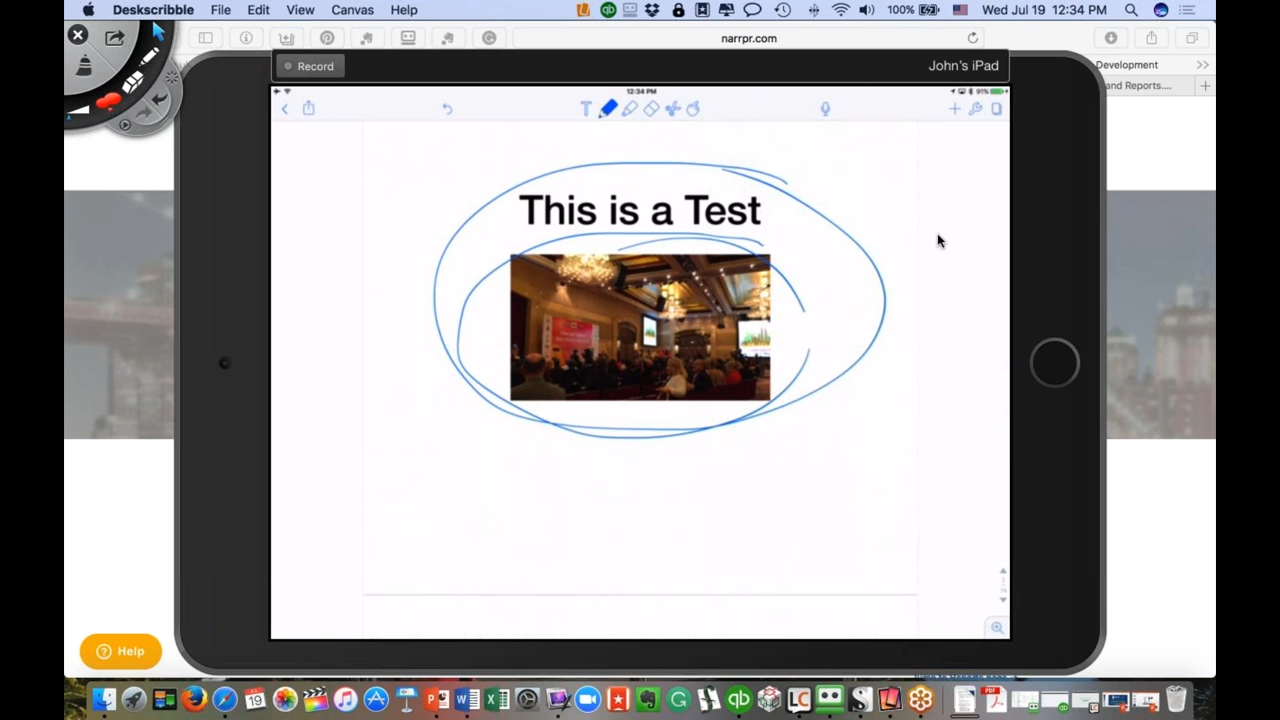 Deskscribble File Edit View Canvas Help 100% Wed Jul 19 12:34 PM
narrpr.com
Development
and Reports....
Record
John's iPad
12:34 PM
91%
This is a Test
Help